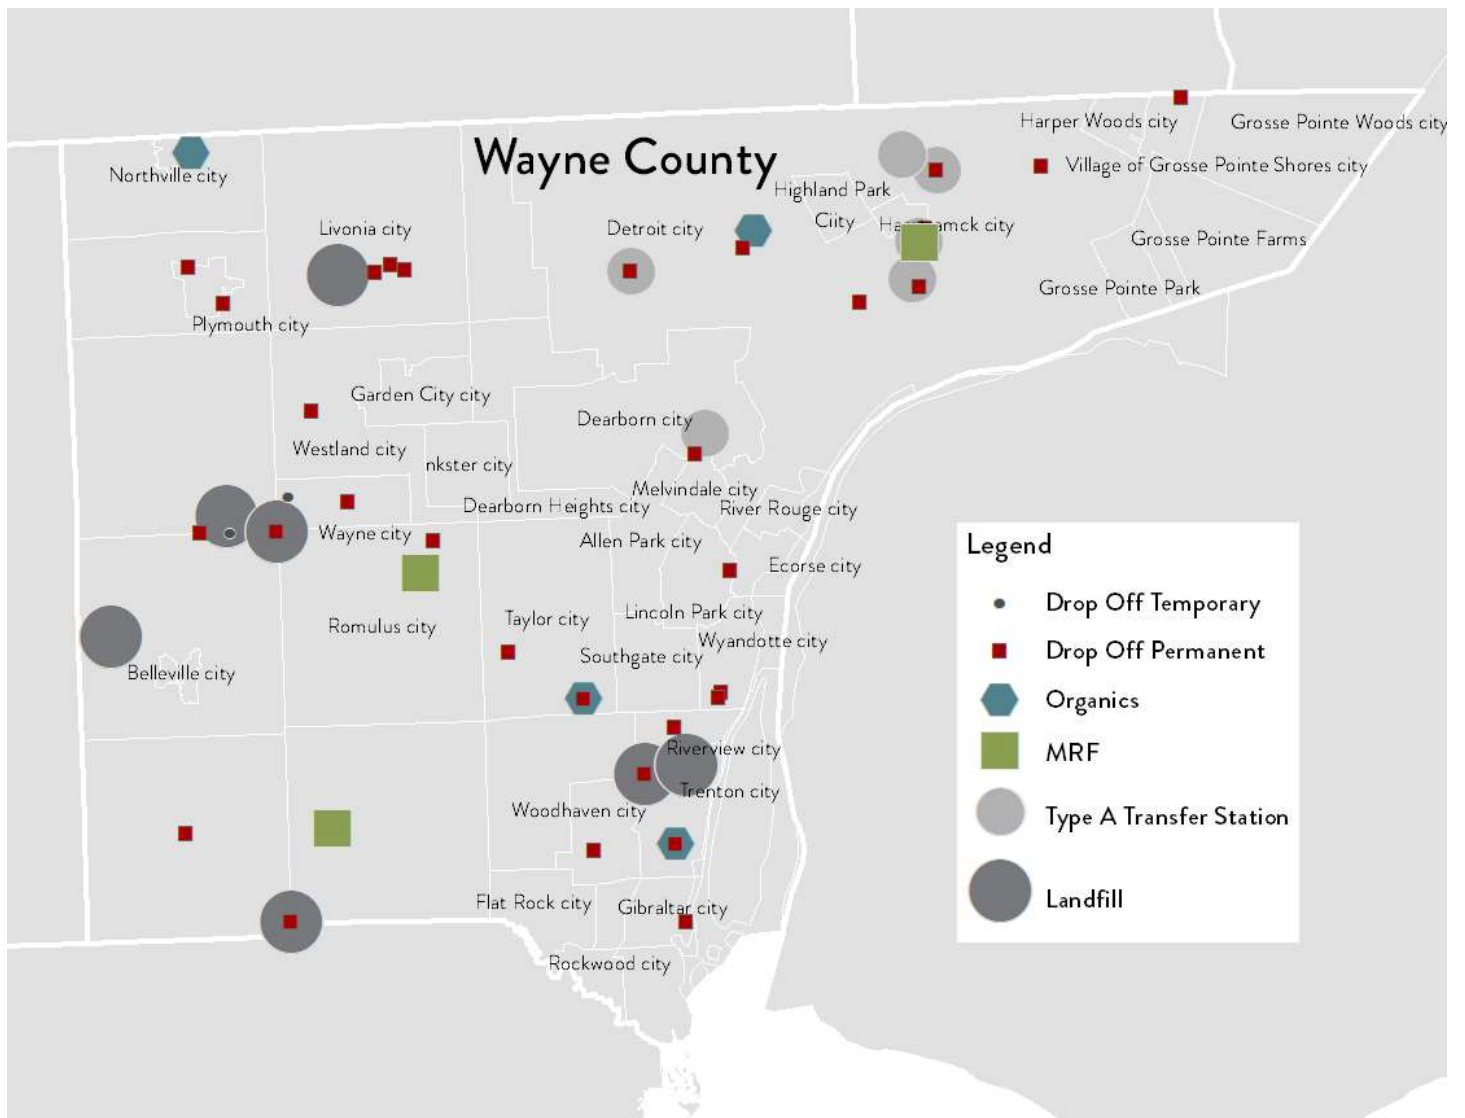 Harper Woods city
Grosse Pointe Woods city
Wayne County
Northville city
Village of Grosse Pointe Shores city
Highland Park
Ciity
Livonia city
Detroit city
amck city
Grosse Pointe Farms
Grosse Pointe Park
Plymouth city
Garden City city
Dearborn city
Westland city
nkster city
Melvindale city
Dearborn Heights city
River Rouge city
Wayne city
Allen Park city
Ecorse city
Lincoln Park city
Romulus city
Taylor city
Wyandotte city
Southgate city
Belleville city
Riverview city
Trenton city
Woodhaven city
Flat Rock city
Gibraltar city
Rockwood city
Legend
Drop Off Temporary
Drop Off Permanent
Organics
MRF
Type A Transfer Station
Landfill